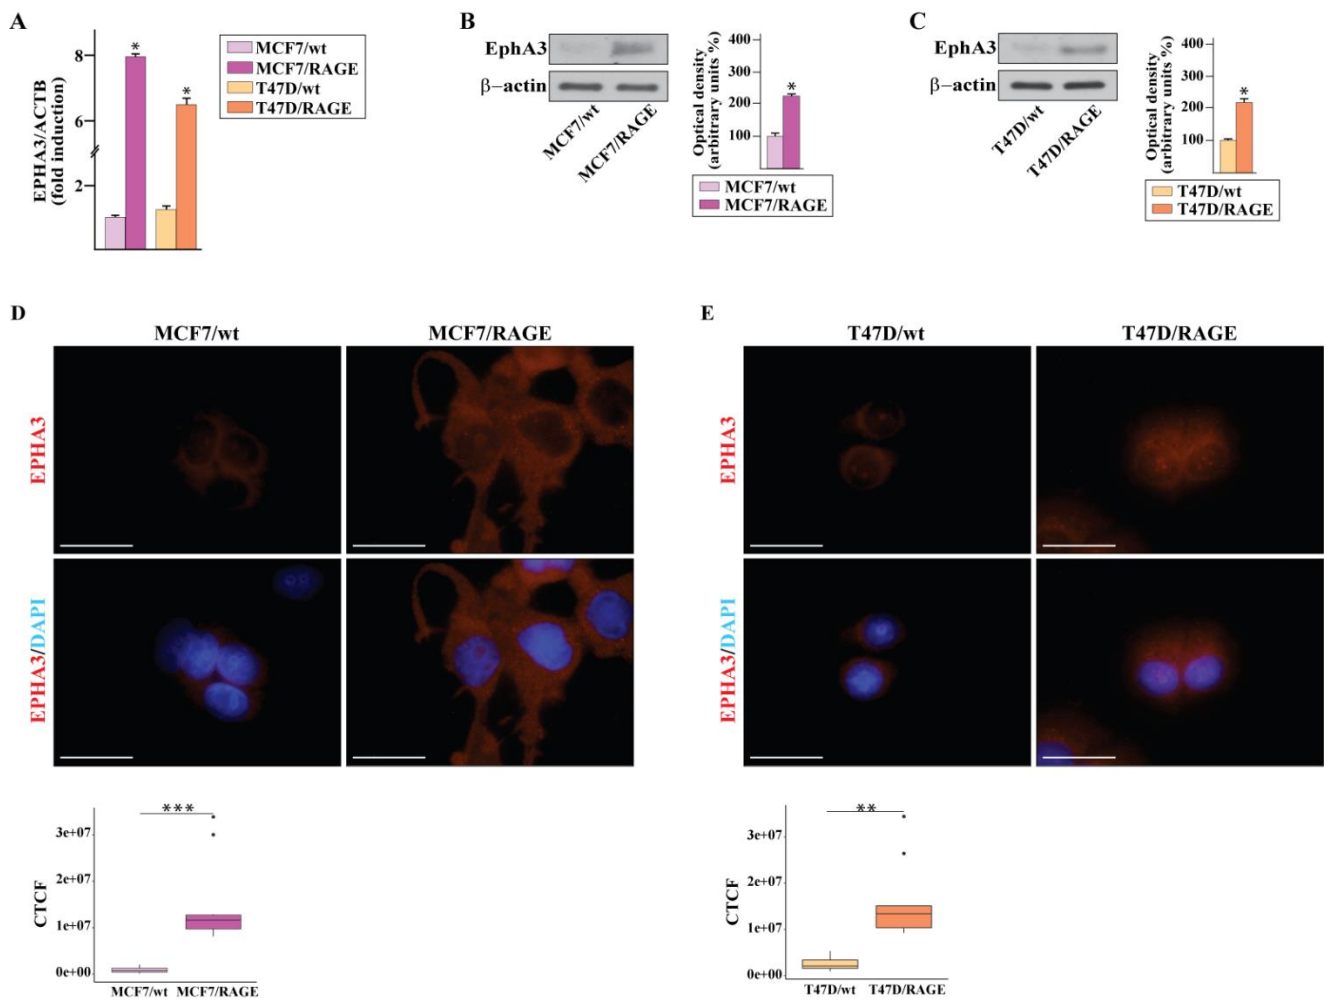 A
EPHA3/ACTB
(fold induction)
8
6
2
*
*
MCF7/wt
MCF7/RAGE
T47D/wt
T47D/RAGE
B
EphA3
β−actin
MCF7/wt
MCF7/RAGE
Optical density
(arbitrary units %)
400
300
200
100
*
MCF7/wt
MCF7/RAGE
C
EphA3
β−actin
T47D/wt
T47D/RAGE
Optical density
(arbitrary units %)
400
300
200
100
*
T47D/wt
T47D/RAGE
D
MCF7/wt
MCF7/RAGE
EPHA3
EPHA3/DAPI
CTCF
3e+07
2e+07
1e+07
0e+00
***
MCF7/wt
MCF7/RAGE
E
T47D/wt
T47D/RAGE
EPHA3
EPHA3/DAPI
CTCF
3e+07
2e+07
1e+07
0e+00
**
T47D/wt
T47D/RAGE